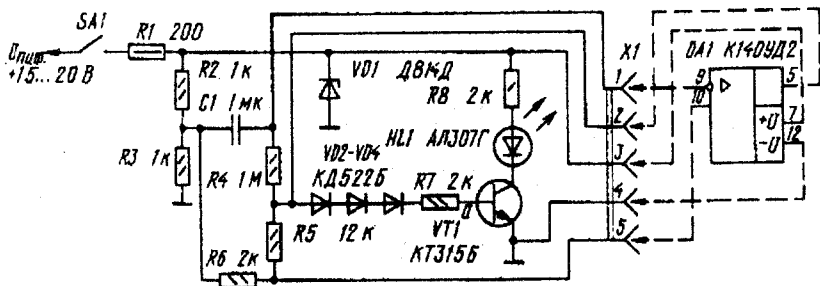 SA1
Uпит.
+15...20 В
R1 200
R2 1к
C1 1мк
R3 1к
R4 1М
R5 12к
R6 2к
VD1 Д814Д
R8 2к
HL1 АЛ307Г
VD2-VD4
КД522Б
R7 2к
VT1
КТ315Б
X1
1
2
3
4
5
DA1 К140УД2
9
10
5
+U 7
-U 12